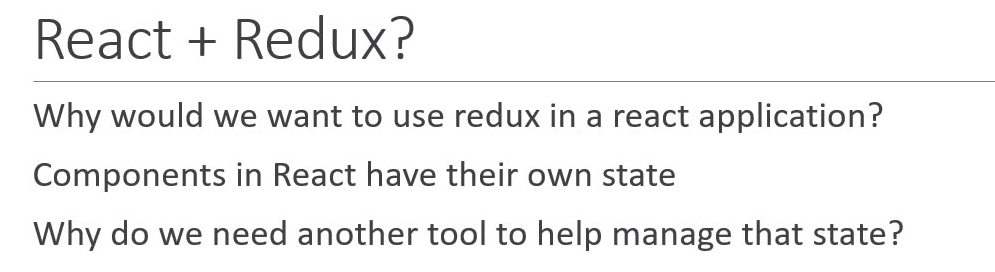 React + Redux?
Why would we want to use redux in a react application?
Components in React have their own state
Why do we need another tool to help manage that state?